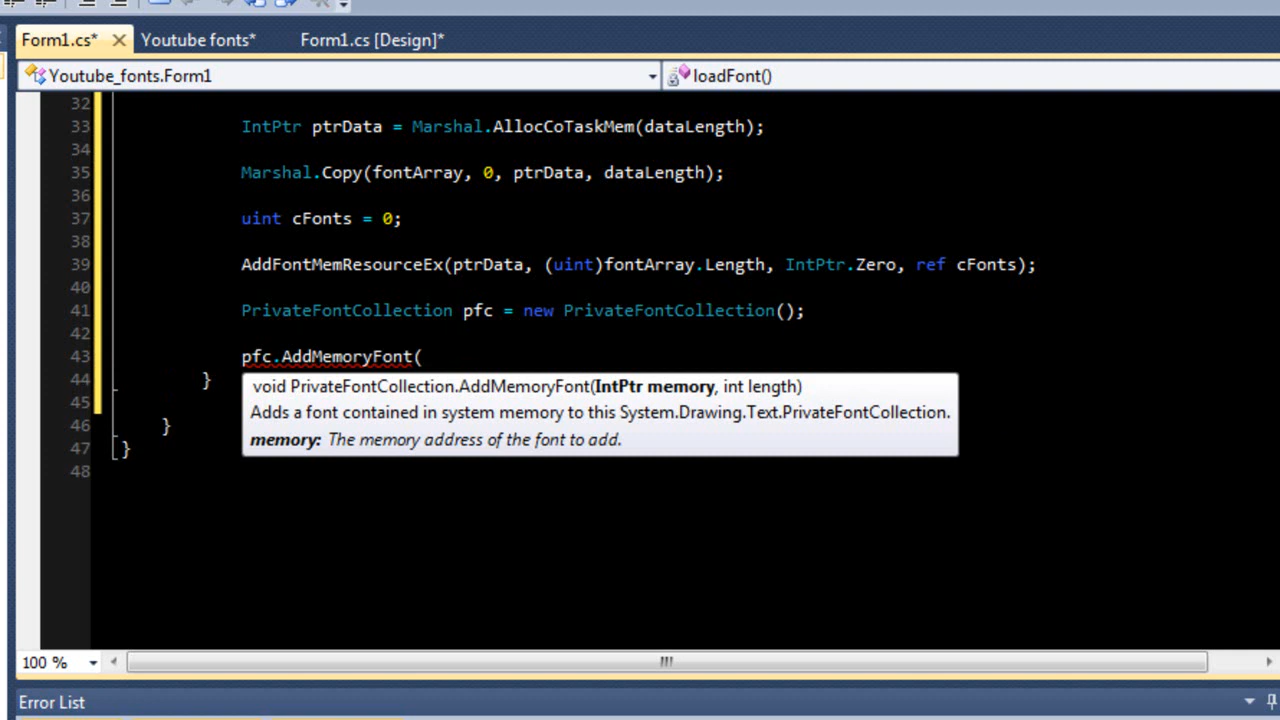 Form1.cs* Youtube fonts* Form1.cs [Design]*
Youtube_fonts.Form1 loadFont()
32
33 IntPtr ptrData = Marshal.AllocCoTaskMem(dataLength);
34
35 Marshal.Copy(fontArray, 0, ptrData, dataLength);
36
37 uint cFonts = 0;
38
39 AddFontMemResourceEx(ptrData, (uint)fontArray.Length, IntPtr.Zero, ref cFonts);
40
41 PrivateFontCollection pfc = new PrivateFontCollection();
42
43 pfc.AddMemoryFont(
44 }
void PrivateFontCollection.AddMemoryFont(IntPtr memory, int length)
45
Adds a font contained in system memory to this System.Drawing.Text.PrivateFontCollection.
46 }
memory: The memory address of the font to add.
47 }
48
100 %
Error List